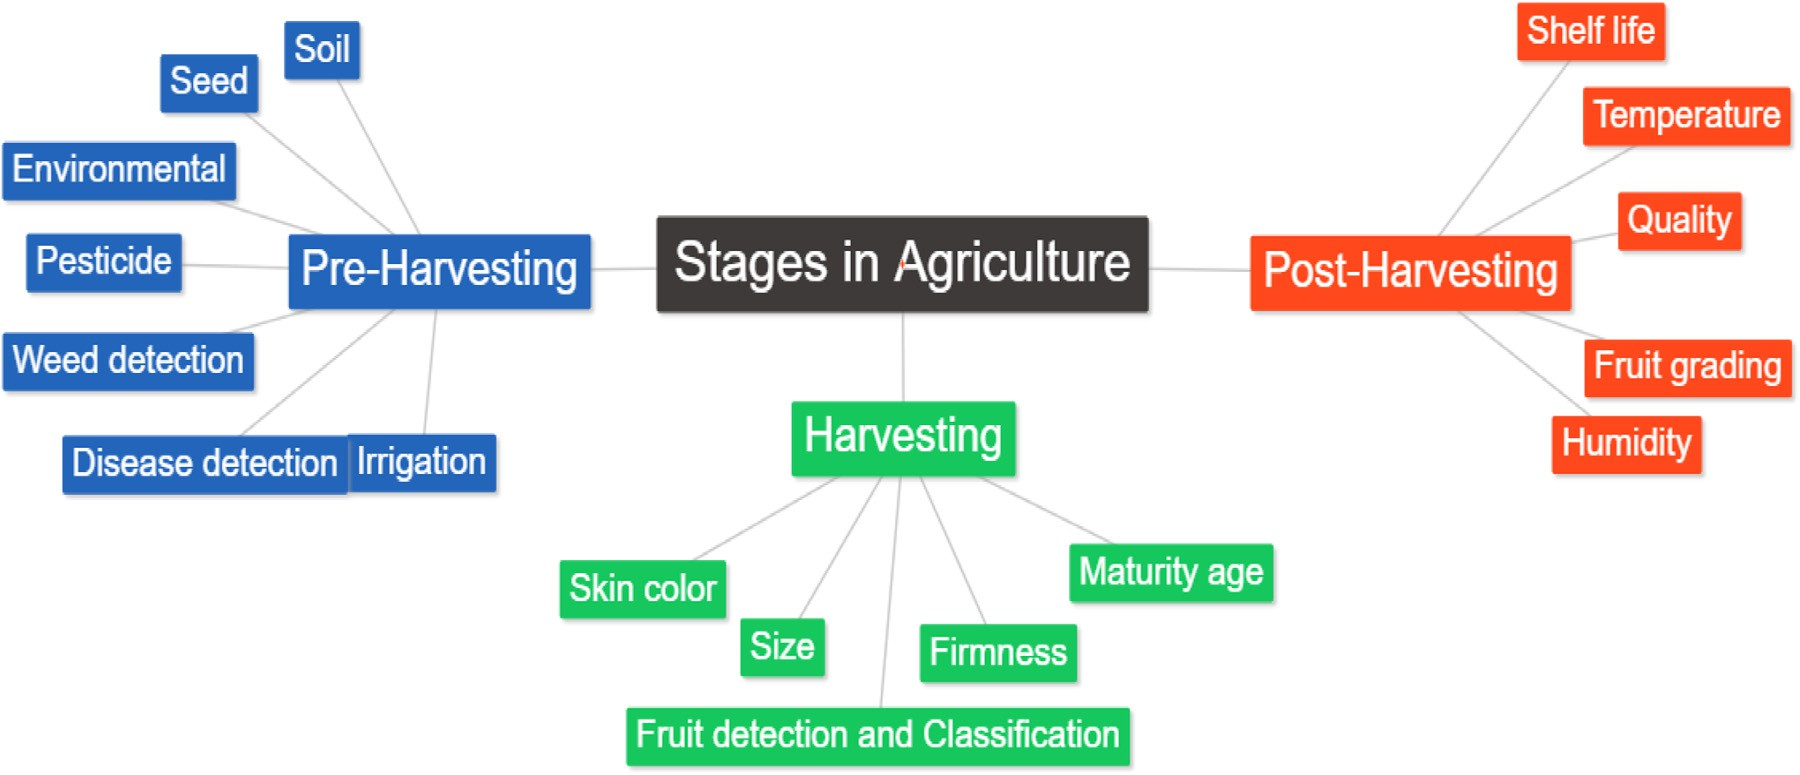 Soil
Seed
Environmental
Pesticide
Pre-Harvesting
Weed detection
Disease detection
Irrigation
Stages in Agriculture
Harvesting
Skin color
Size
Fruit detection and Classification
Firmness
Maturity age
Post-Harvesting
Shelf life
Temperature
Quality
Fruit grading
Humidity